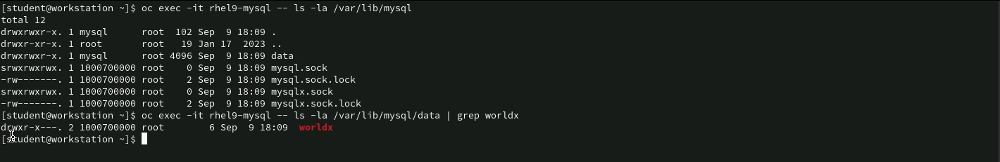 [student@workstation ~]$ oc exec -it rhel9-mysql -- ls -la /var/lib/mysql
total 12
drwxrwxr-x. 1 mysql      root  102 Sep  9 18:09 .
drwxr-xr-x. 1 root       root   19 Jan 17  2023 ..
drwxrwxr-x. 1 mysql      root 4096 Sep  9 18:09 data
srwxrwxrwx. 1 1000700000 root    0 Sep  9 18:09 mysql.sock
-rw-------. 1 1000700000 root    2 Sep  9 18:09 mysql.sock.lock
srwxrwxrwx. 1 1000700000 root    0 Sep  9 18:09 mysqlx.sock
-rw-------. 1 1000700000 root    2 Sep  9 18:09 mysqlx.sock.lock
[student@workstation ~]$ oc exec -it rhel9-mysql -- ls -la /var/lib/mysql/data | grep worldx
drwxr-x---. 2 1000700000 root        6 Sep  9 18:09  worldx
[student@workstation ~]$